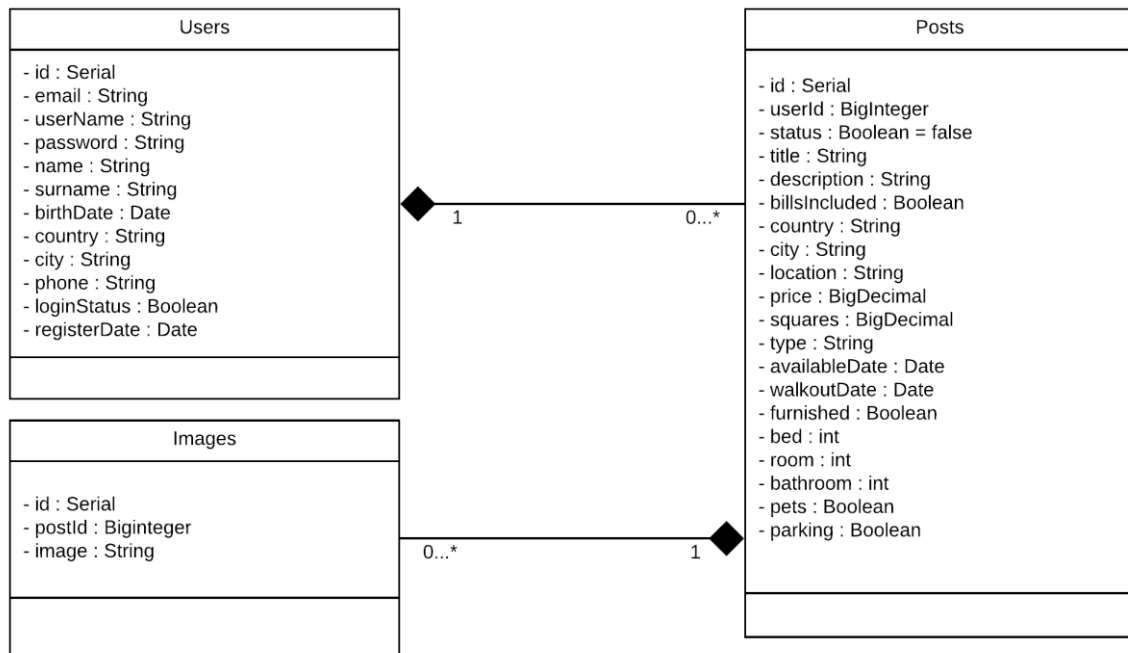 Users
- id : Serial
- email : String
- userName : String
- password : String
- name : String
- surname : String
- birthDate : Date
- country : String
- city : String
- phone : String
- loginStatus : Boolean
- registerDate : Date
1
0...*
Posts
- id : Serial
- userId : BigInteger
- status : Boolean = false
- title : String
- description : String
- billsIncluded : Boolean
- country : String
- city : String
- location : String
- price : BigDecimal
- squares : BigDecimal
- type : String
- availableDate : Date
- walkoutDate : Date
- furnished : Boolean
- bed : int
- room : int
- bathroom : int
- pets : Boolean
- parking : Boolean
Images
- id : Serial
- postId : Biginteger
- image : String
0...*
1